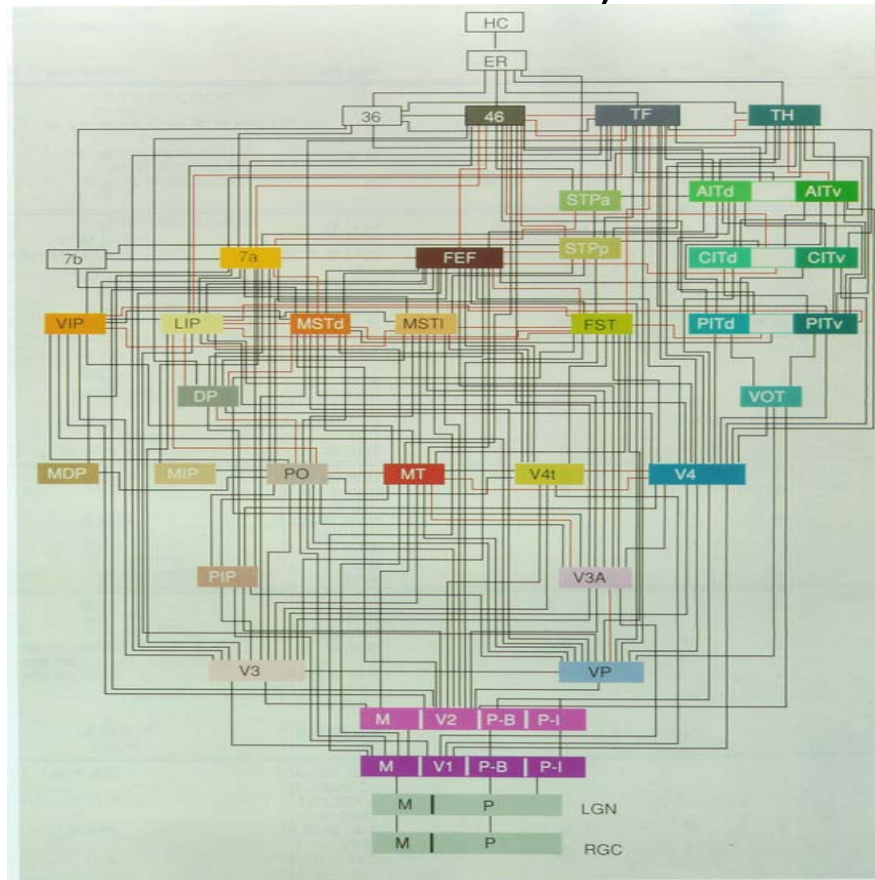 HC
ER
36 46 TF TH
STPa AITd AITv
7b 7a FEF STPp CITd CITv
VIP LIP MSTd MSTl FST PITd PITv
DP VOT
MDP MIP PO MT V4t V4
PIP V3A
V3 VP
M V2 P-B P-I
M V1 P-B P-I
M P LGN
M P RGC